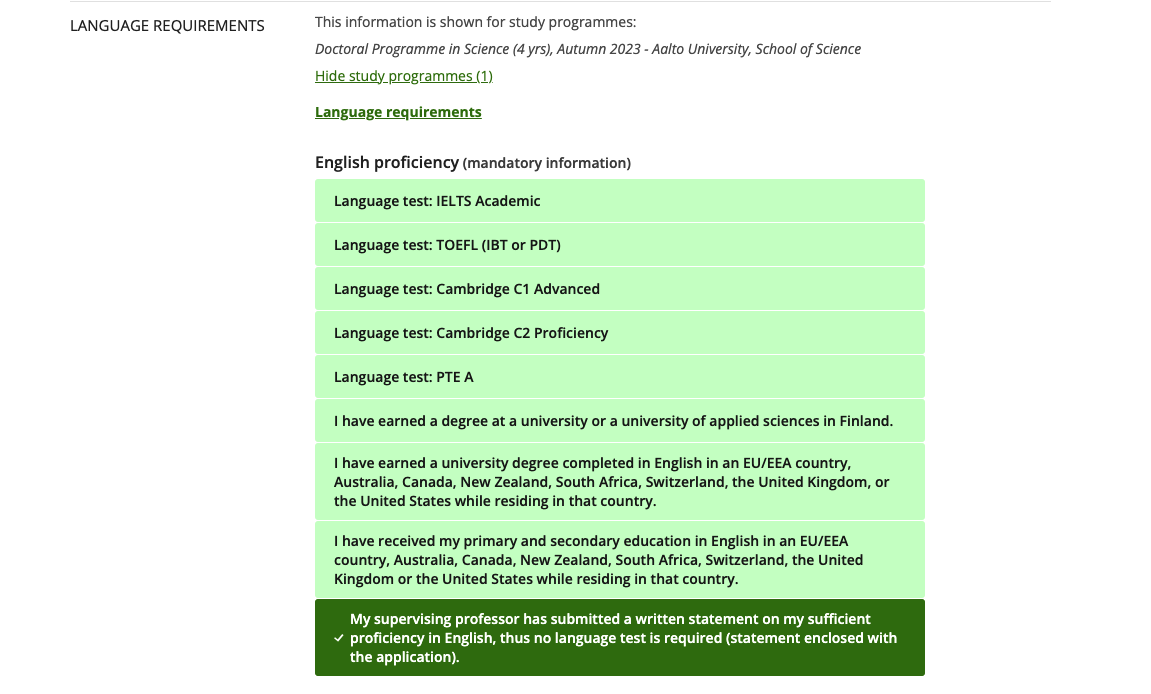 LANGUAGE REQUIREMENTS
This information is shown for study programmes:
Doctoral Programme in Science (4 yrs), Autumn 2023 - Aalto University, School of Science
Hide study programmes (1)
Language requirements
English proficiency (mandatory information)
Language test: IELTS Academic
Language test: TOEFL (IBT or PDT)
Language test: Cambridge C1 Advanced
Language test: Cambridge C2 Proficiency
Language test: PTE A
I have earned a degree at a university or a university of applied sciences in Finland.
I have earned a university degree completed in English in an EU/EEA country,
Australia, Canada, New Zealand, South Africa, Switzerland, the United Kingdom, or
the United States while residing in that country.
I have received my primary and secondary education in English in an EU/EEA
country, Australia, Canada, New Zealand, South Africa, Switzerland, the United
Kingdom or the United States while residing in that country.
My supervising professor has submitted a written statement on my sufficient
proficiency in English, thus no language test is required (statement enclosed with
the application).